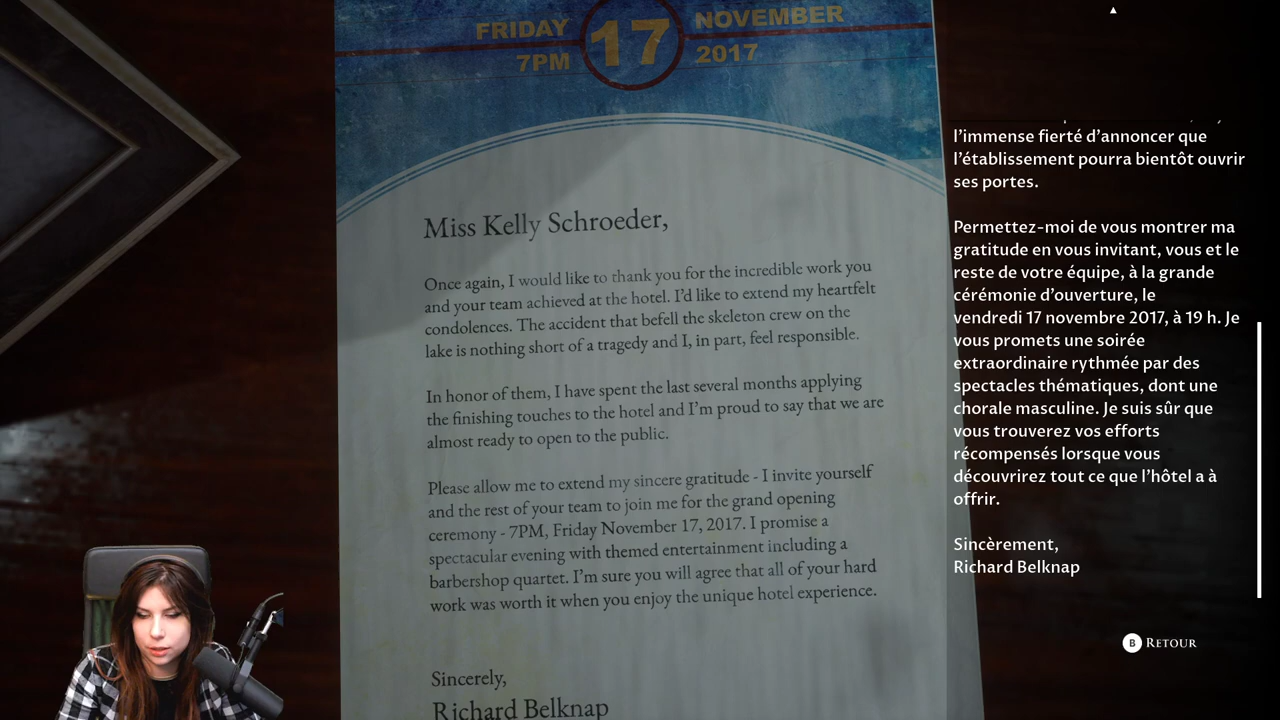 FRIDAY 17 NOVEMBER
7PM 2017
Miss Kelly Schroeder,
Once again, I would like to thank you for the incredible work you
and your team achieved at the hotel. I'd like to extend my heartfelt
condolences. The accident that befell the skeleton crew on the
lake is nothing short of a tragedy and I, in part, feel responsible.
In honor of them, I have spent the last several months applying
the finishing touches to the hotel and I'm proud to say that we are
almost ready to open to the public.
Please allow me to extend my sincere gratitude - I invite yourself
and the rest of your team to join me for the grand opening
ceremony - 7PM, Friday November 17, 2017. I promise a
spectacular evening with themed entertainment including a
barbershop quartet. I'm sure you will agree that all of your hard
work was worth it when you enjoy the unique hotel experience.
Sincerely,
Richard Belknap
l'immense fierté d'annoncer que
l'établissement pourra bientôt ouvrir
ses portes.
Permettez-moi de vous montrer ma
gratitude en vous invitant, vous et le
reste de votre équipe, à la grande
cérémonie d'ouverture, le
vendredi 17 novembre 2017, à 19 h. Je
vous promets une soirée
extraordinaire rythmée par des
spectacles thématiques, dont une
chorale masculine. Je suis sûr que
vous trouverez vos efforts
récompensés lorsque vous
découvrirez tout ce que l'hôtel a à
offrir.
Sincèrement,
Richard Belknap
B RETOUR